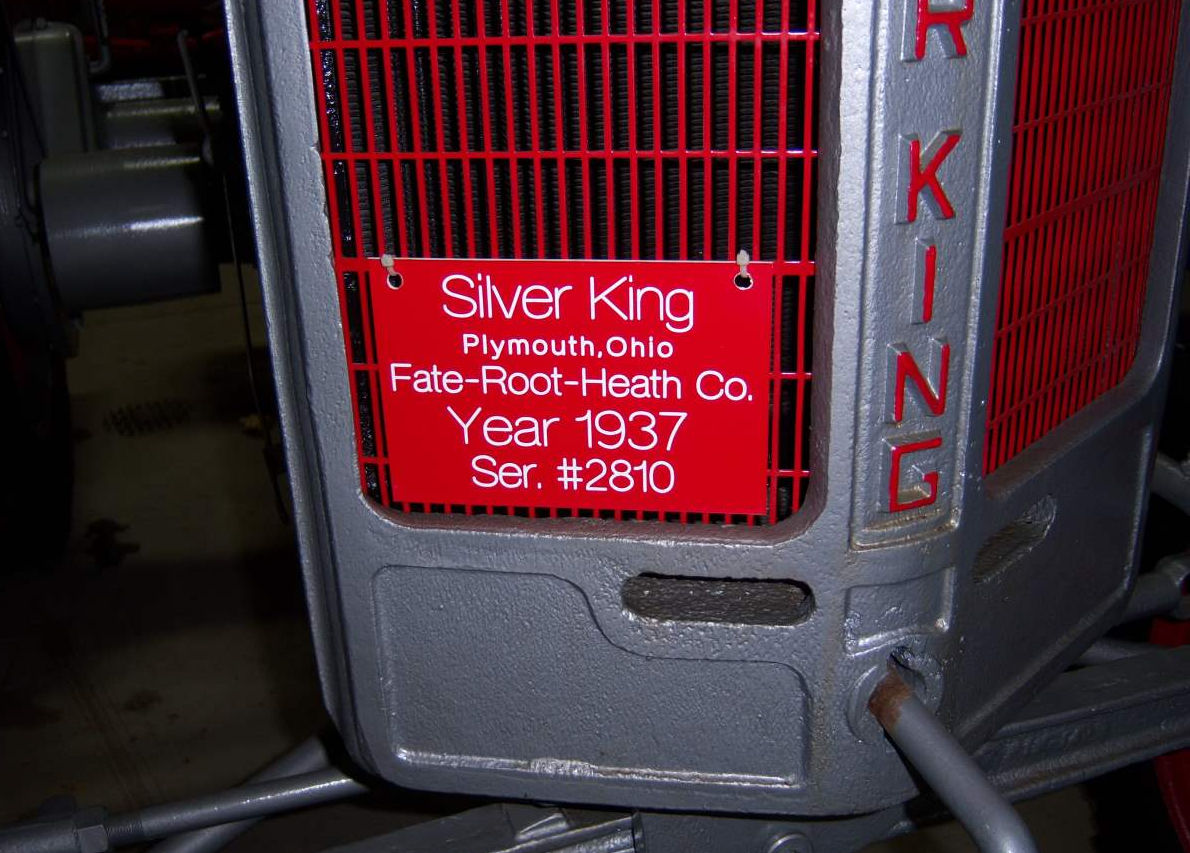 Silver King
Plymouth,Ohio
Fate-Root-Heath Co.
Year 1937
Ser. #2810
R KING